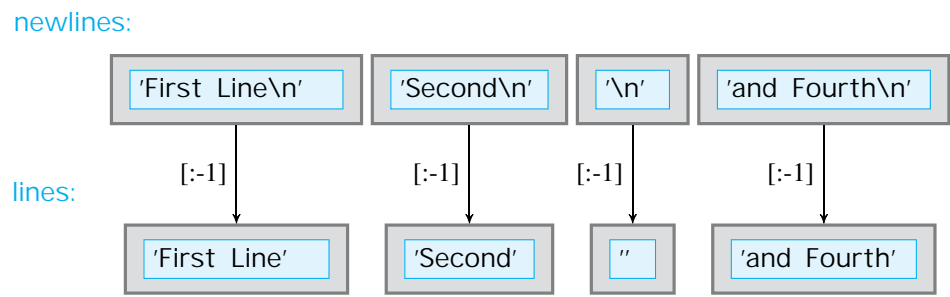 newlines:
'First Line\n' 'Second\n' '\n' 'and Fourth\n'
[:-1] [:-1] [:-1] [:-1]
lines:
'First Line' 'Second' '' 'and Fourth'